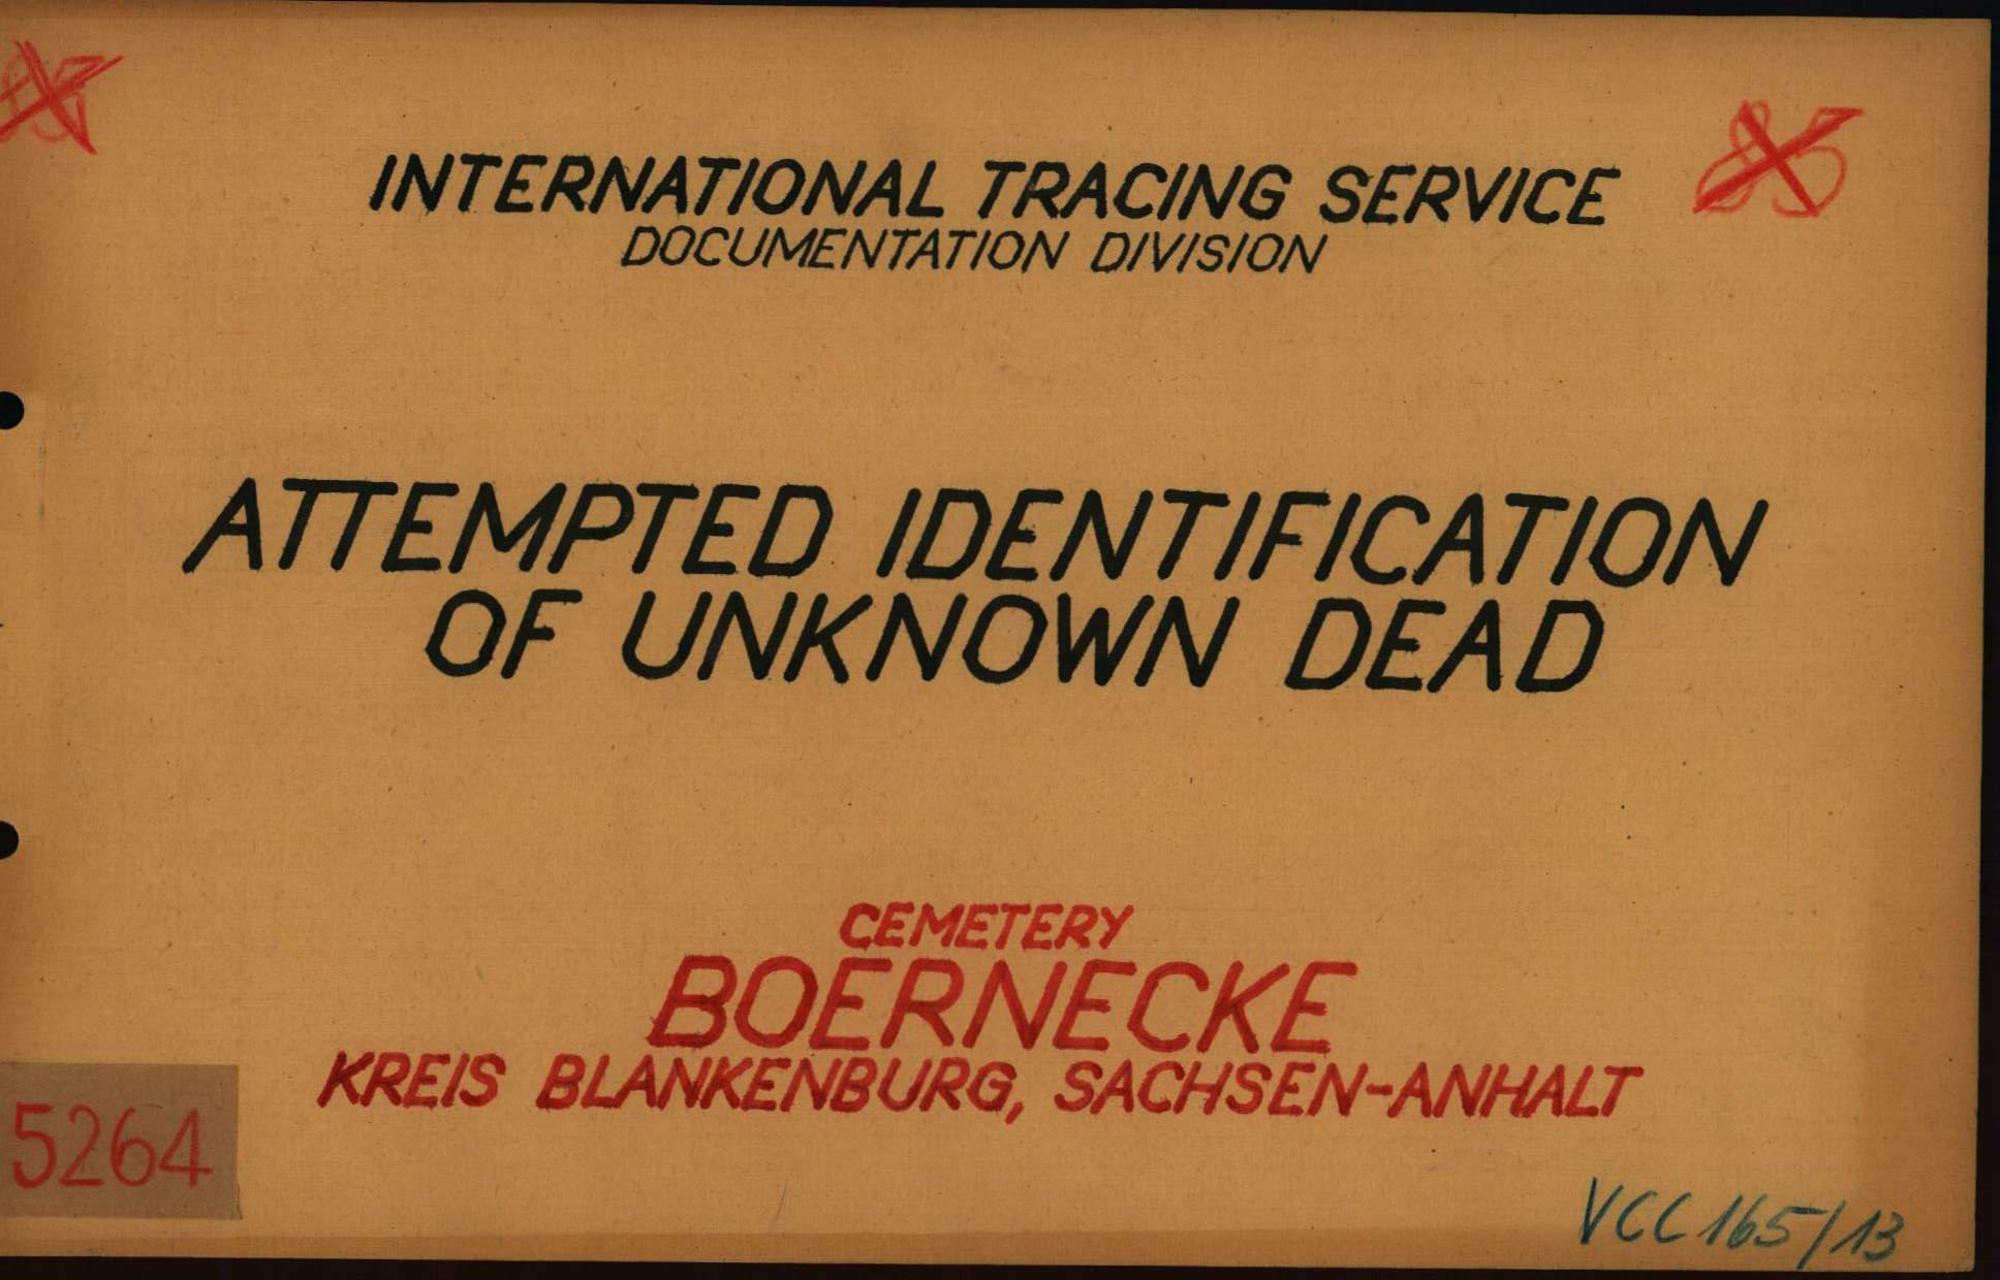 INTERNATIONAL TRACING SERVICE
DOCUMENTATION DIVISION
ATTEMPTED IDENTIFICATION
OF UNKNOWN DEAD
CEMETERY
BOERNECKE
KREIS BLANKENBURG, SACHSEN-ANHALT
5264
VCC 165/13